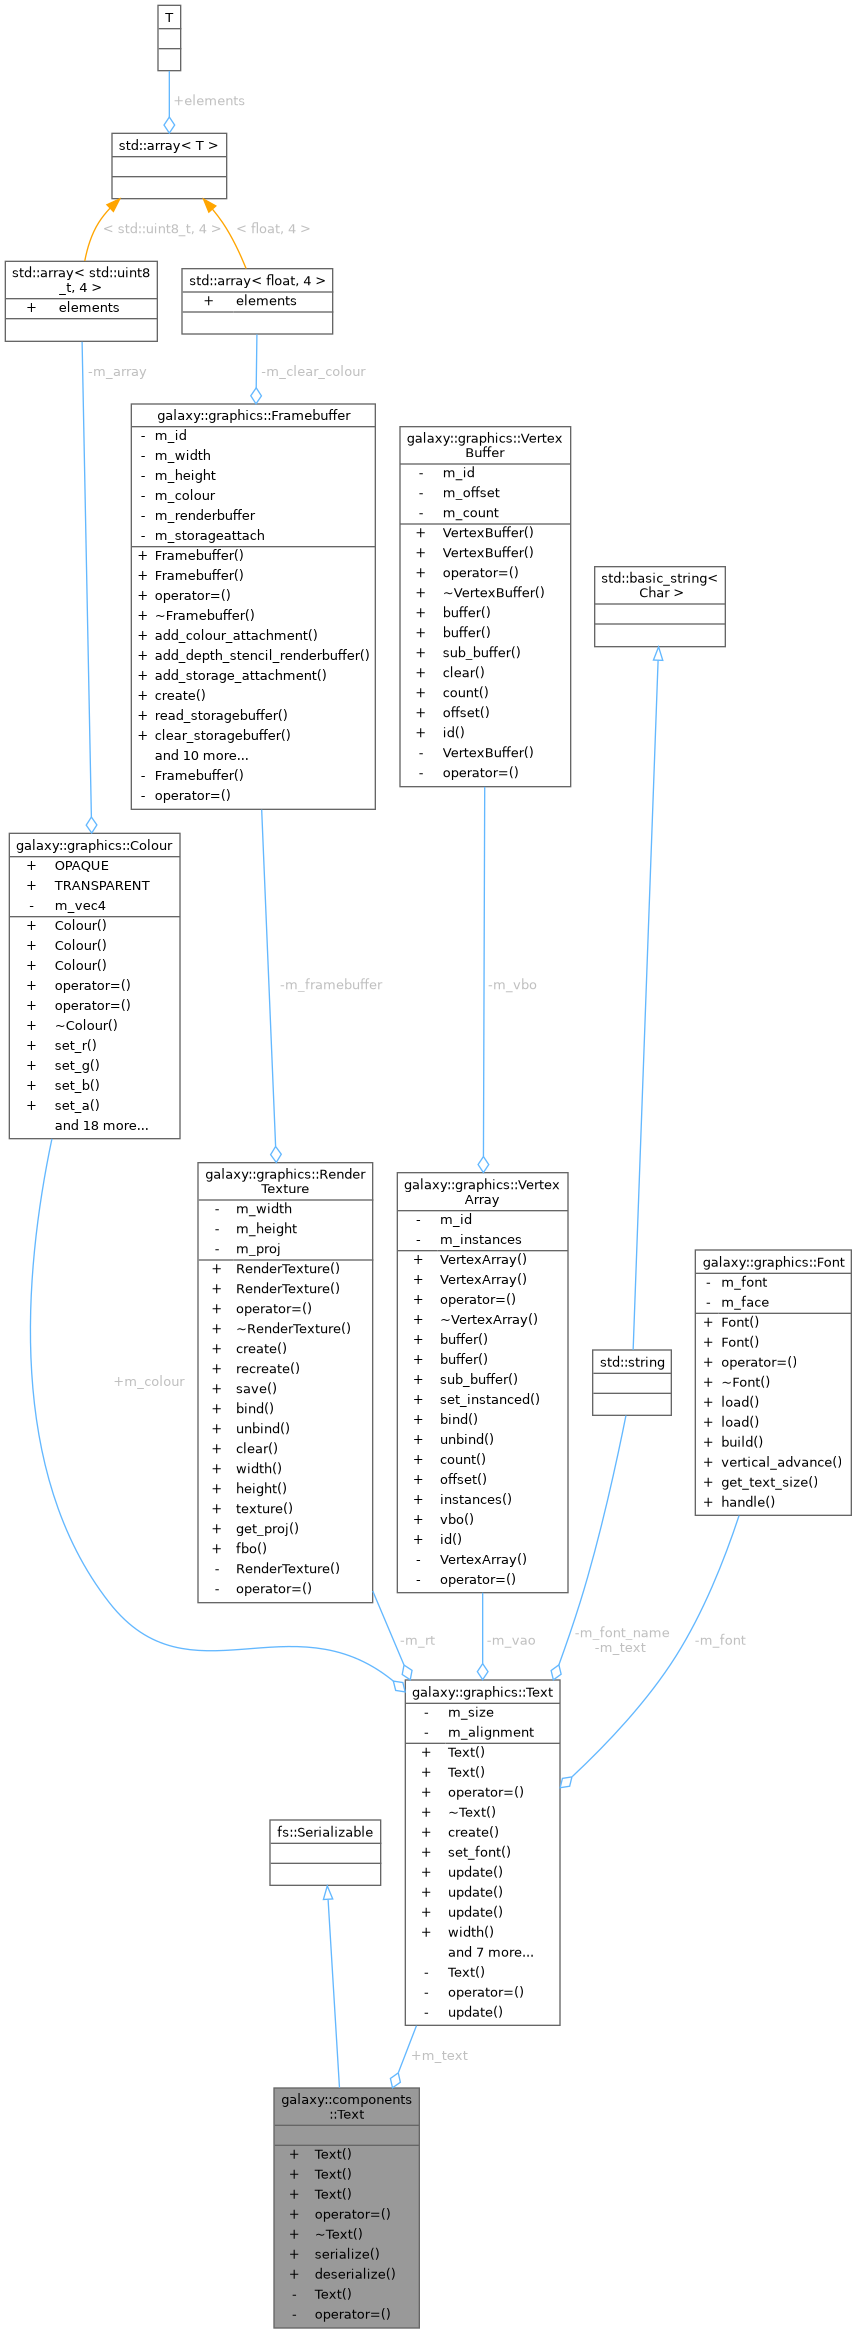 T
+elements
std::array< T >
< std::uint8_t, 4 >
< float, 4 >
std::array< std::uint8
_t, 4 >
+ elements
std::array< float, 4 >
+ elements
-m_array
-m_clear_colour
galaxy::graphics::Framebuffer
- m_id
- m_width
- m_height
- m_colour
- m_renderbuffer
- m_storageattach
+ Framebuffer()
+ Framebuffer()
+ operator=()
+ ~Framebuffer()
+ add_colour_attachment()
+ add_depth_stencil_renderbuffer()
+ add_storage_attachment()
+ create()
+ read_storagebuffer()
+ clear_storagebuffer()
and 10 more...
- Framebuffer()
- operator=()
galaxy::graphics::Vertex
Buffer
- m_id
- m_offset
- m_count
+ VertexBuffer()
+ VertexBuffer()
+ operator=()
+ ~VertexBuffer()
+ buffer()
+ buffer()
+ sub_buffer()
+ clear()
+ count()
+ offset()
+ id()
- VertexBuffer()
- operator=()
std::basic_string<
Char >
galaxy::graphics::Colour
+ OPAQUE
+ TRANSPARENT
- m_vec4
+ Colour()
+ Colour()
+ Colour()
+ operator=()
+ operator=()
+ ~Colour()
+ set_r()
+ set_g()
+ set_b()
+ set_a()
and 18 more...
-m_framebuffer
-m_vbo
galaxy::graphics::Render
Texture
- m_width
- m_height
- m_proj
+ RenderTexture()
+ RenderTexture()
+ operator=()
+ ~RenderTexture()
+ create()
+ recreate()
+ save()
+ bind()
+ unbind()
+ clear()
+ width()
+ height()
+ texture()
+ get_proj()
+ fbo()
- RenderTexture()
- operator=()
galaxy::graphics::Vertex
Array
- m_id
- m_instances
+ VertexArray()
+ VertexArray()
+ operator=()
+ ~VertexArray()
+ buffer()
+ buffer()
+ sub_buffer()
+ set_instanced()
+ bind()
+ unbind()
+ count()
+ offset()
+ instances()
+ vbo()
+ id()
- VertexArray()
- operator=()
std::string
galaxy::graphics::Font
- m_font
- m_face
+ Font()
+ Font()
+ operator=()
+ ~Font()
+ load()
+ load()
+ build()
+ vertical_advance()
+ get_text_size()
+ handle()
+m_colour
-m_rt
-m_vao
-m_font_name
-m_text
-m_font
galaxy::graphics::Text
- m_size
- m_alignment
+ Text()
+ Text()
+ operator=()
+ ~Text()
+ create()
+ set_font()
+ update()
+ update()
+ update()
+ width()
and 7 more...
- Text()
- operator=()
- update()
fs::Serializable
+m_text
galaxy::components
::Text
+ Text()
+ Text()
+ Text()
+ operator=()
+ ~Text()
+ serialize()
+ deserialize()
- Text()
- operator=()